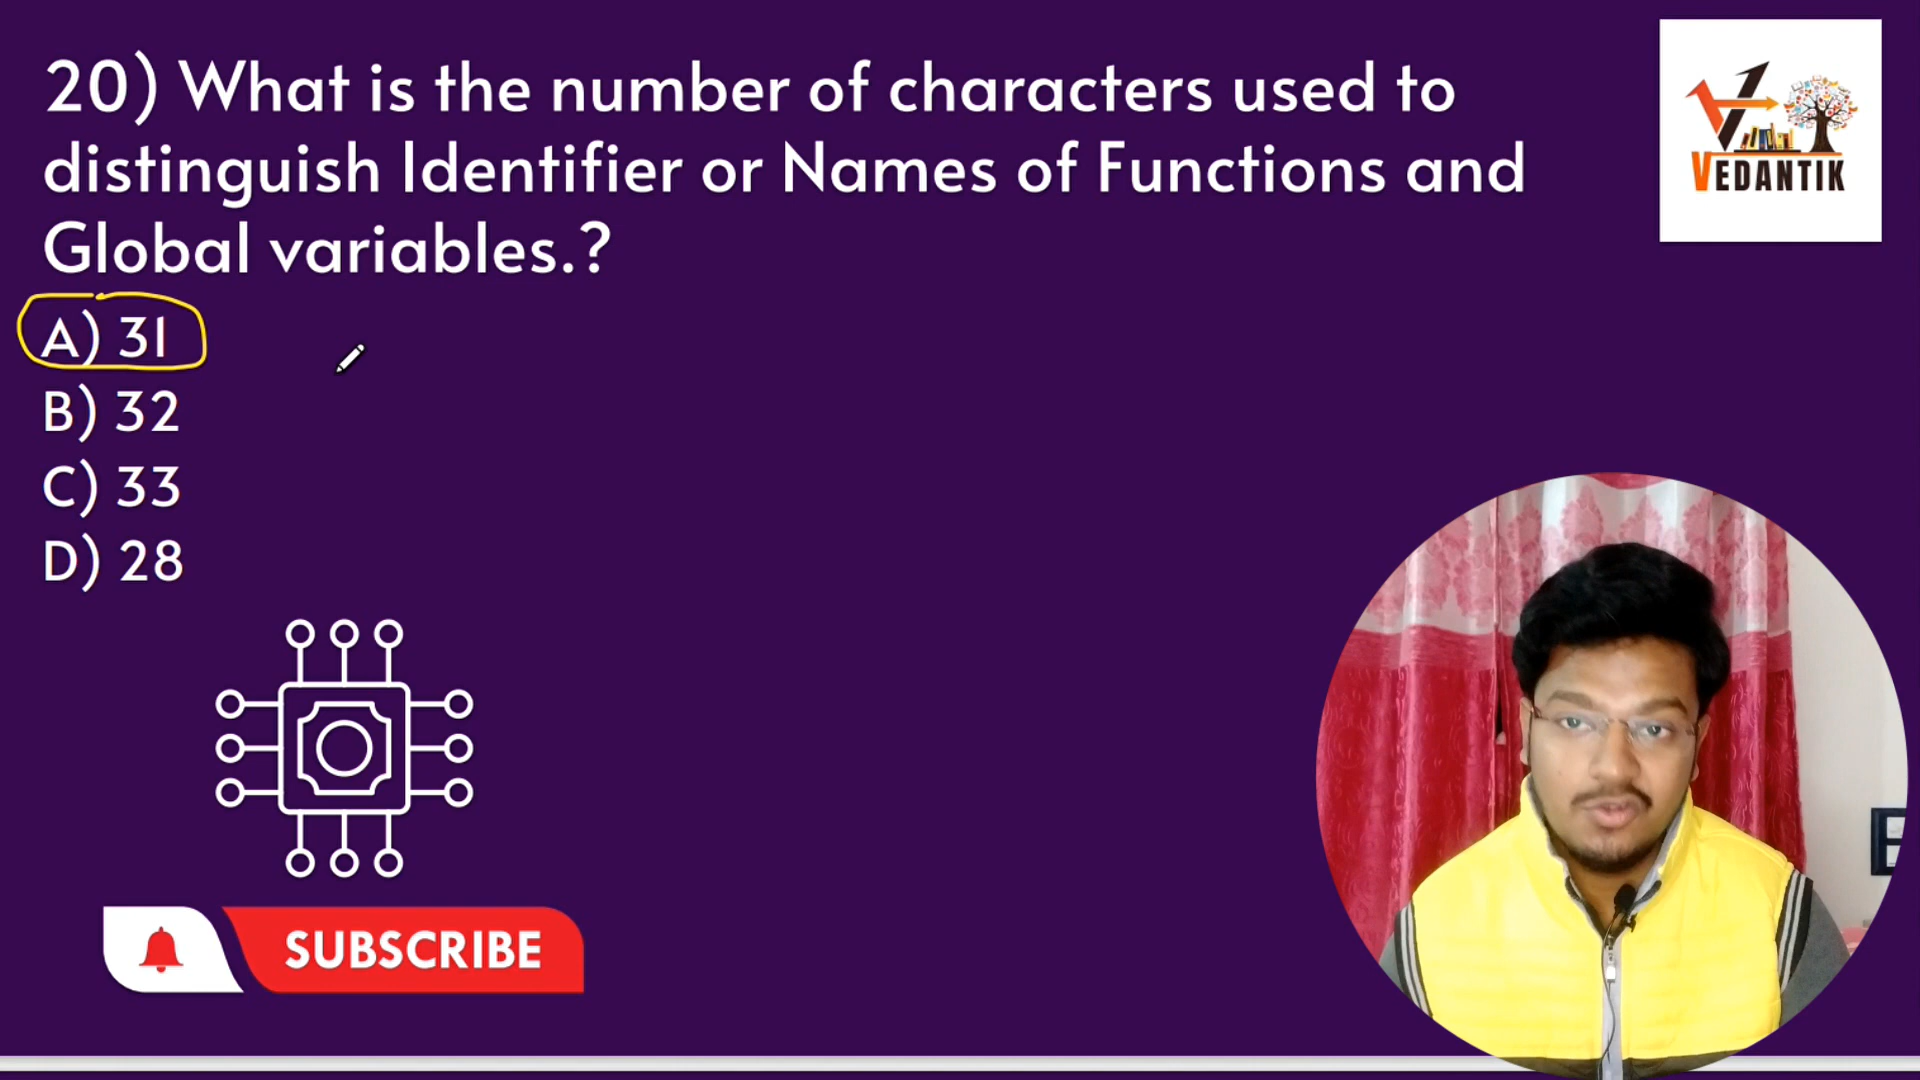 20) What is the number of characters used to
distinguish Identifier or Names of Functions and
Global variables.?
A) 31
B) 32
C) 33
D) 28
VEDANTIK
SUBSCRIBE
E